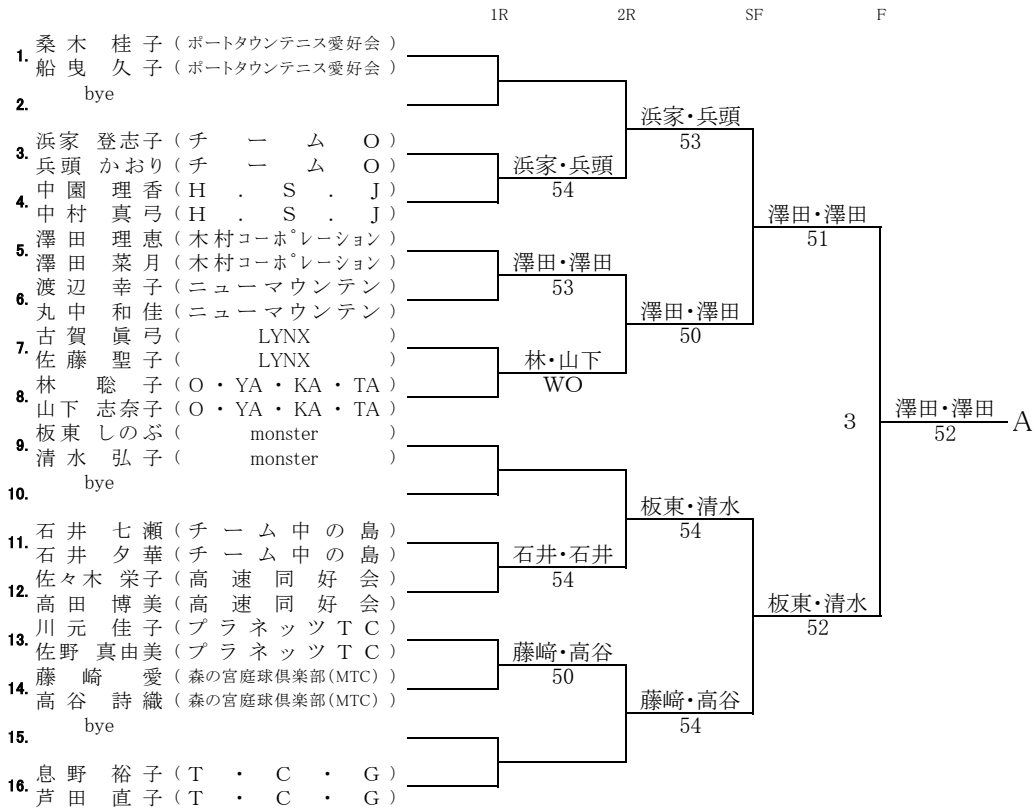 1R 2R SF F
桑木 桂子 (ポートタウンテニス愛好会)
1.
船曳 久子 (ポートタウンテニス愛好会)
bye
2.
浜家・兵頭
53
浜家 登志子 (チームO)
3.
兵頭 かおり (チームO)
浜家・兵頭
54
中園 理香 (H.S.J)
4.
中村 真弓 (H.S.J)
澤田・澤田
51
澤田 理恵 (木村コーポレーション)
5.
澤田 菜月 (木村コーポレーション)
澤田・澤田
53
渡辺 幸子 (ニューマウンテン)
6.
丸中 和佳 (ニューマウンテン)
澤田・澤田
50
古賀 眞弓 (LYNX)
7.
佐藤 聖子 (LYNX)
林・山下
WO
林 聡子 (O・YA・KA・TA)
8.
山下 志奈子 (O・YA・KA・TA)
3
澤田・澤田
52
A
板東 しのぶ (monster)
9.
清水 弘子 (monster)
bye
10.
板東・清水
54
石井 七瀬 (チーム中の島)
11.
石井 夕華 (チーム中の島)
石井・石井
54
佐々木 栄子 (高速同好会)
12.
高田 博美 (高速同好会)
板東・清水
52
川元 佳子 (プラネッツTC)
13.
佐野 真由美 (プラネッツTC)
藤﨑・高谷
50
藤崎 愛 (森の宮庭球倶楽部(MTC))
14.
高谷 詩織 (森の宮庭球倶楽部(MTC))
藤﨑・高谷
54
bye
15.
息野 裕子 (T・C・G)
16.
芦田 直子 (T・C・G)